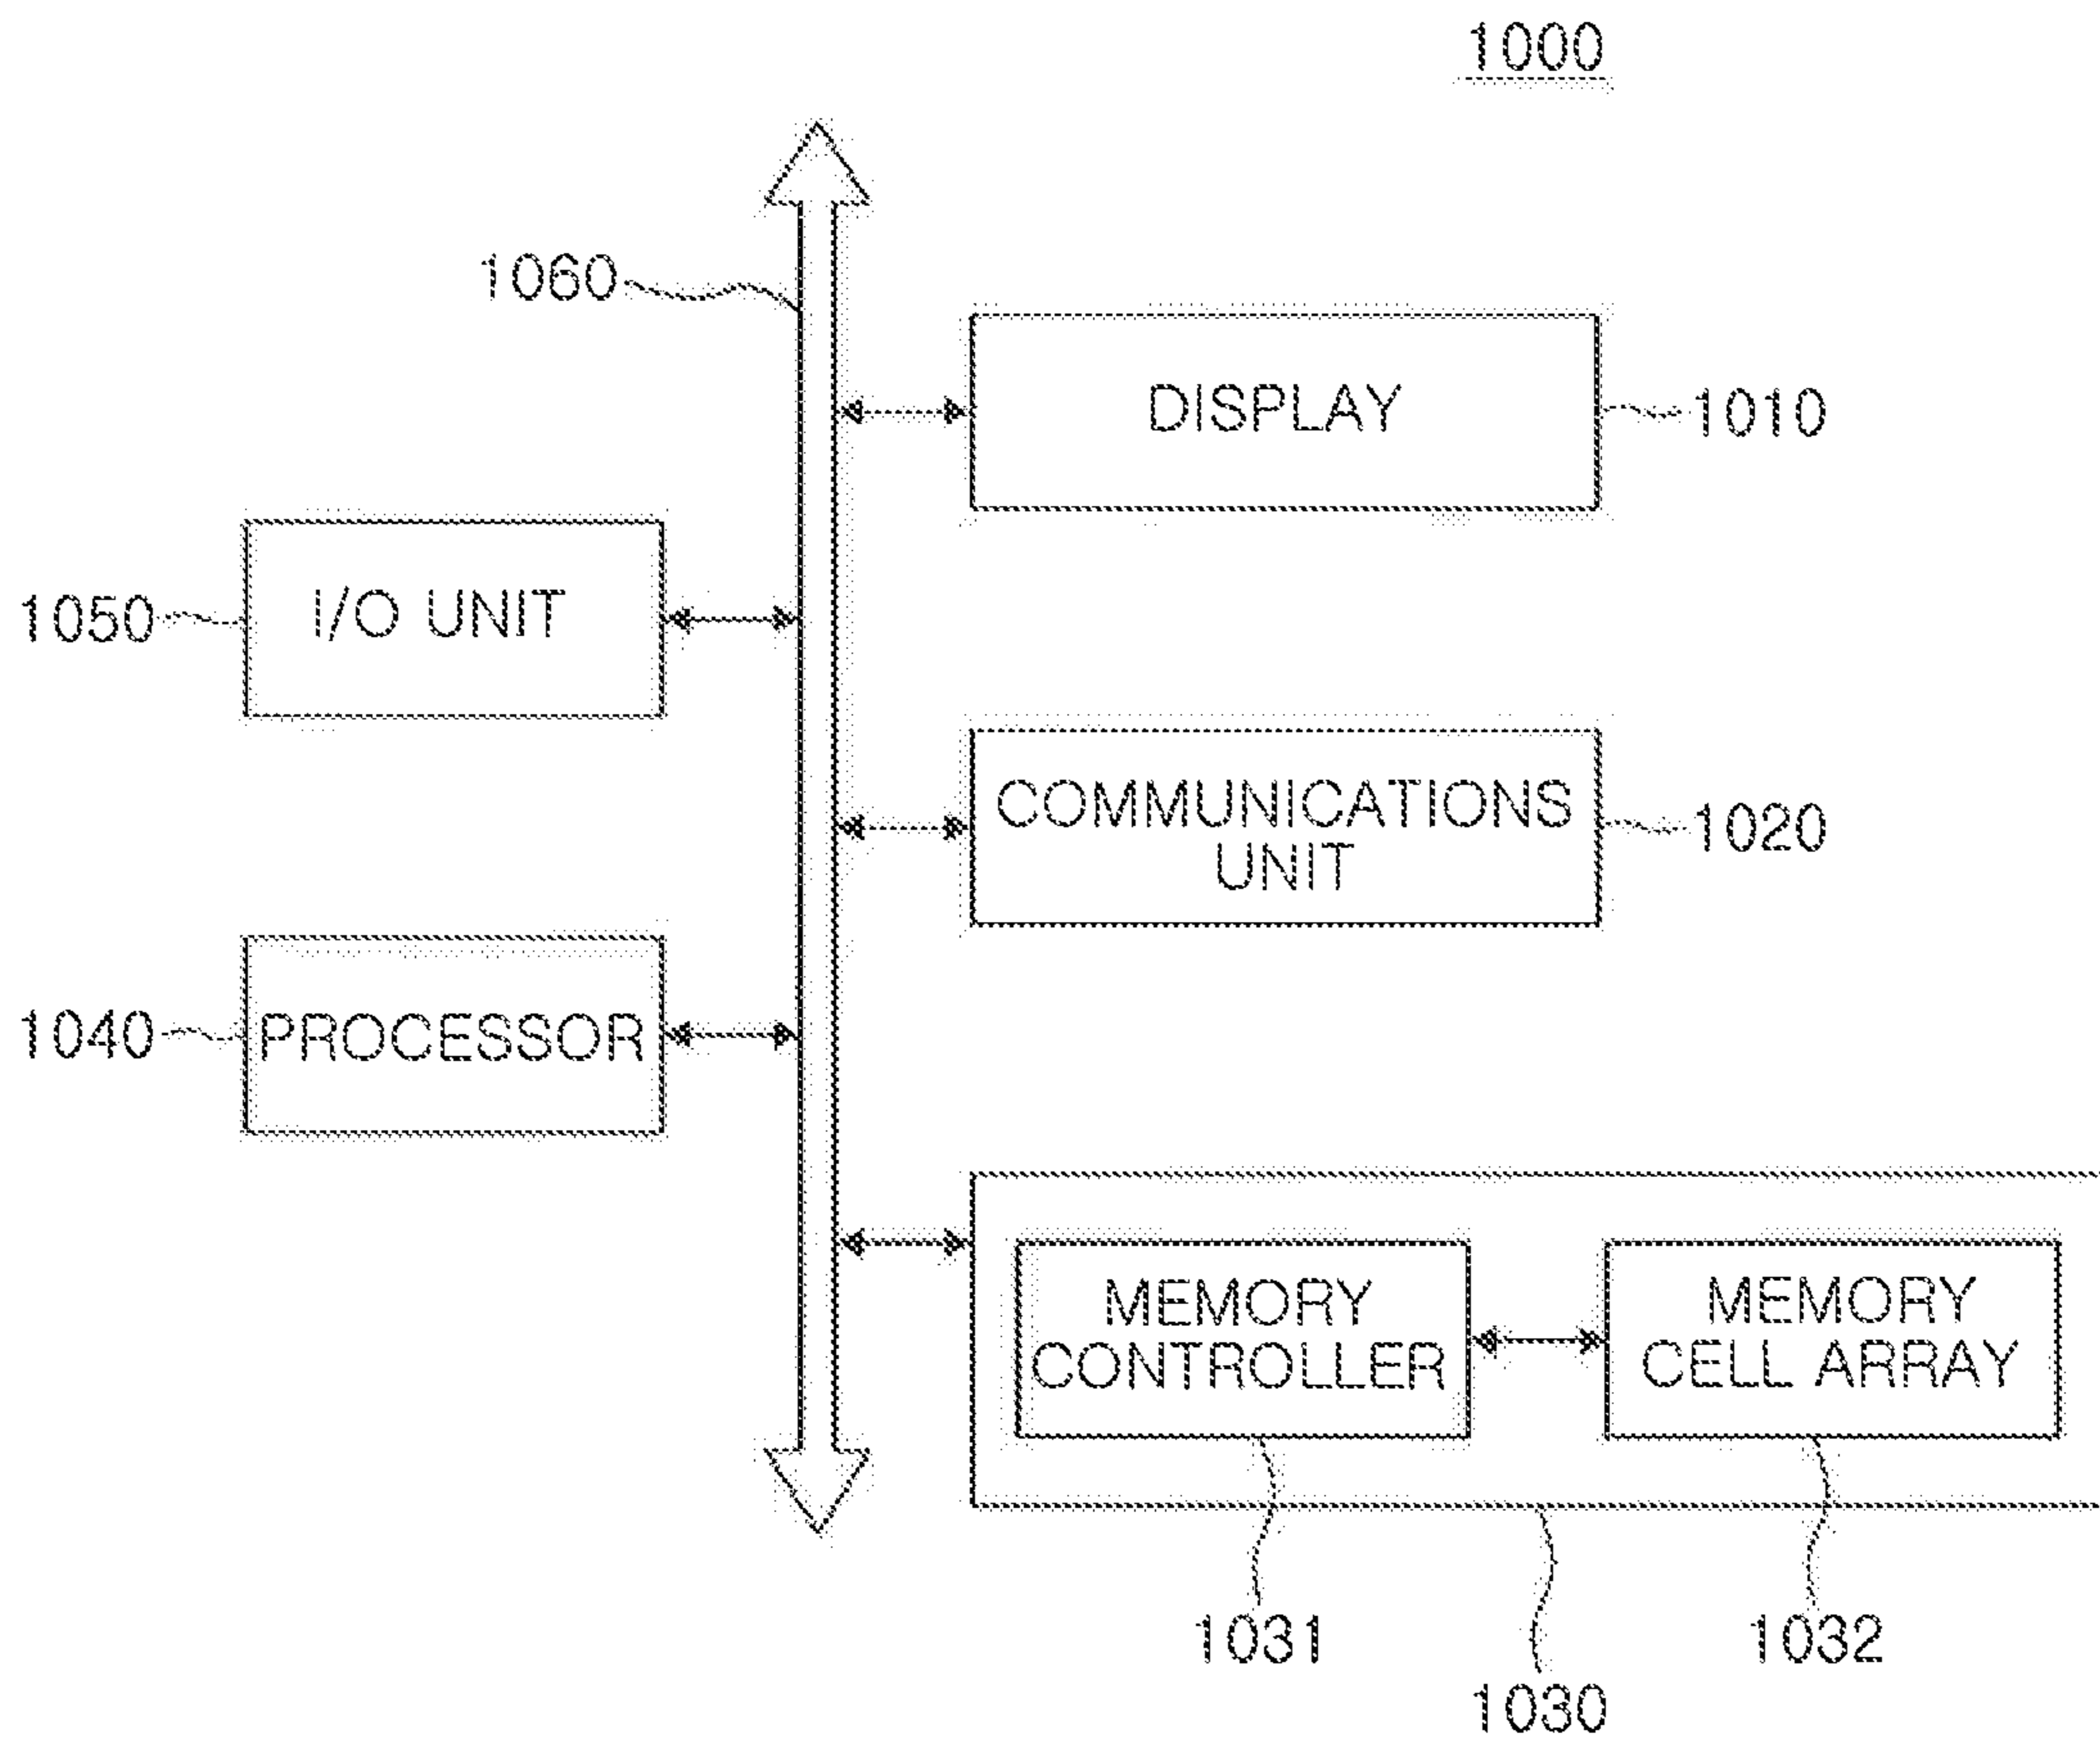 1000
1060
DISPLAY
1010
I/O UNIT
1050
COMMUNICATIONS
UNIT
1020
PROCESSOR
1040
MEMORY
CONTROLLER
MEMORY
CELL ARRAY
1031
1032
1030